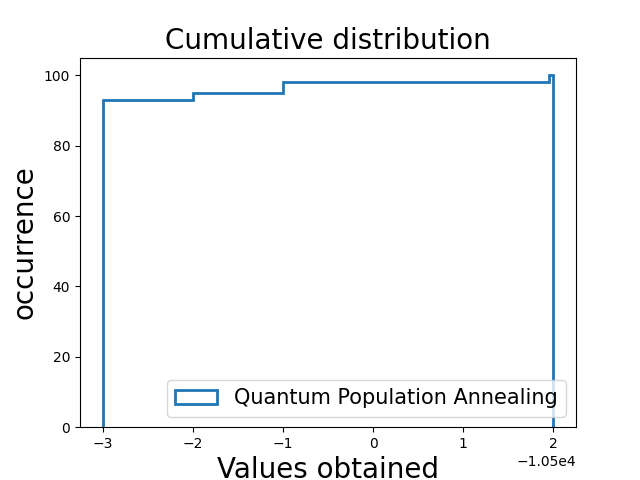 Cumulative distribution
100
80
60
40
20
0
occurrence
Quantum Population Annealing
−3
−2
−1
0
1
2
−1.05e4
Values obtained